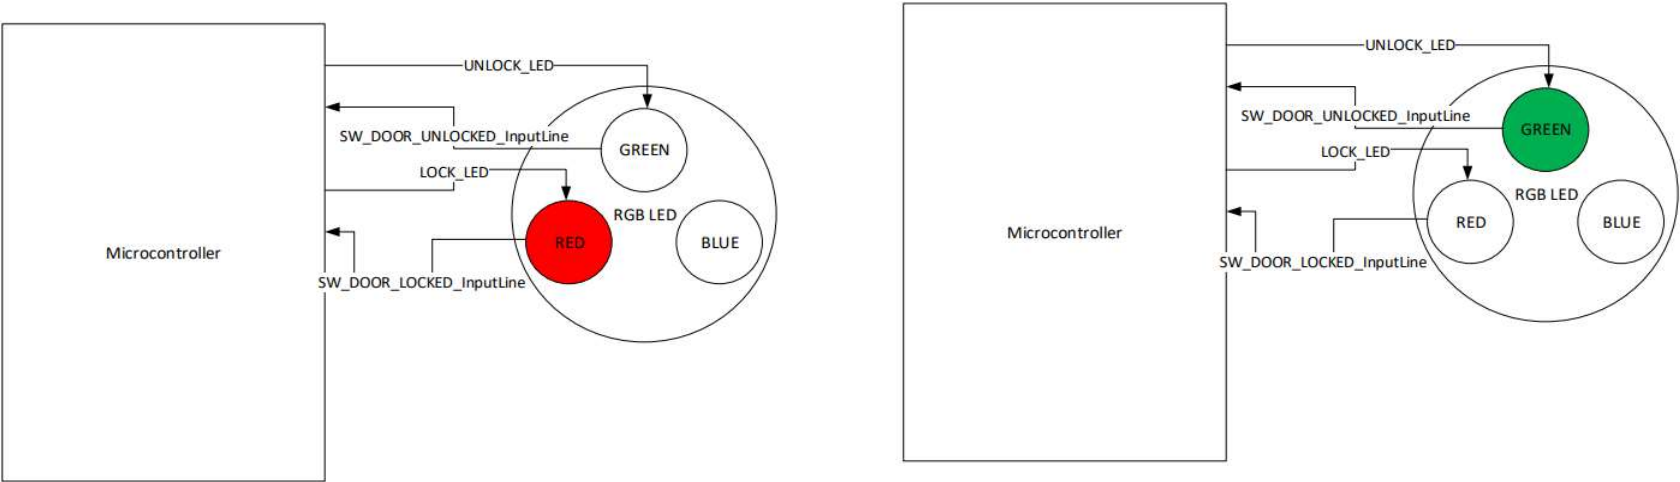 UNLOCK_LED
SW_DOOR_UNLOCKED_InputLine
GREEN
LOCK_LED
RGB LED
RED
BLUE
Microcontroller
SW_DOOR_LOCKED_InputLine
UNLOCK_LED
SW_DOOR_UNLOCKED_InputLine
GREEN
LOCK_LED
RGB LED
RED
BLUE
Microcontroller
SW_DOOR_LOCKED_InputLine